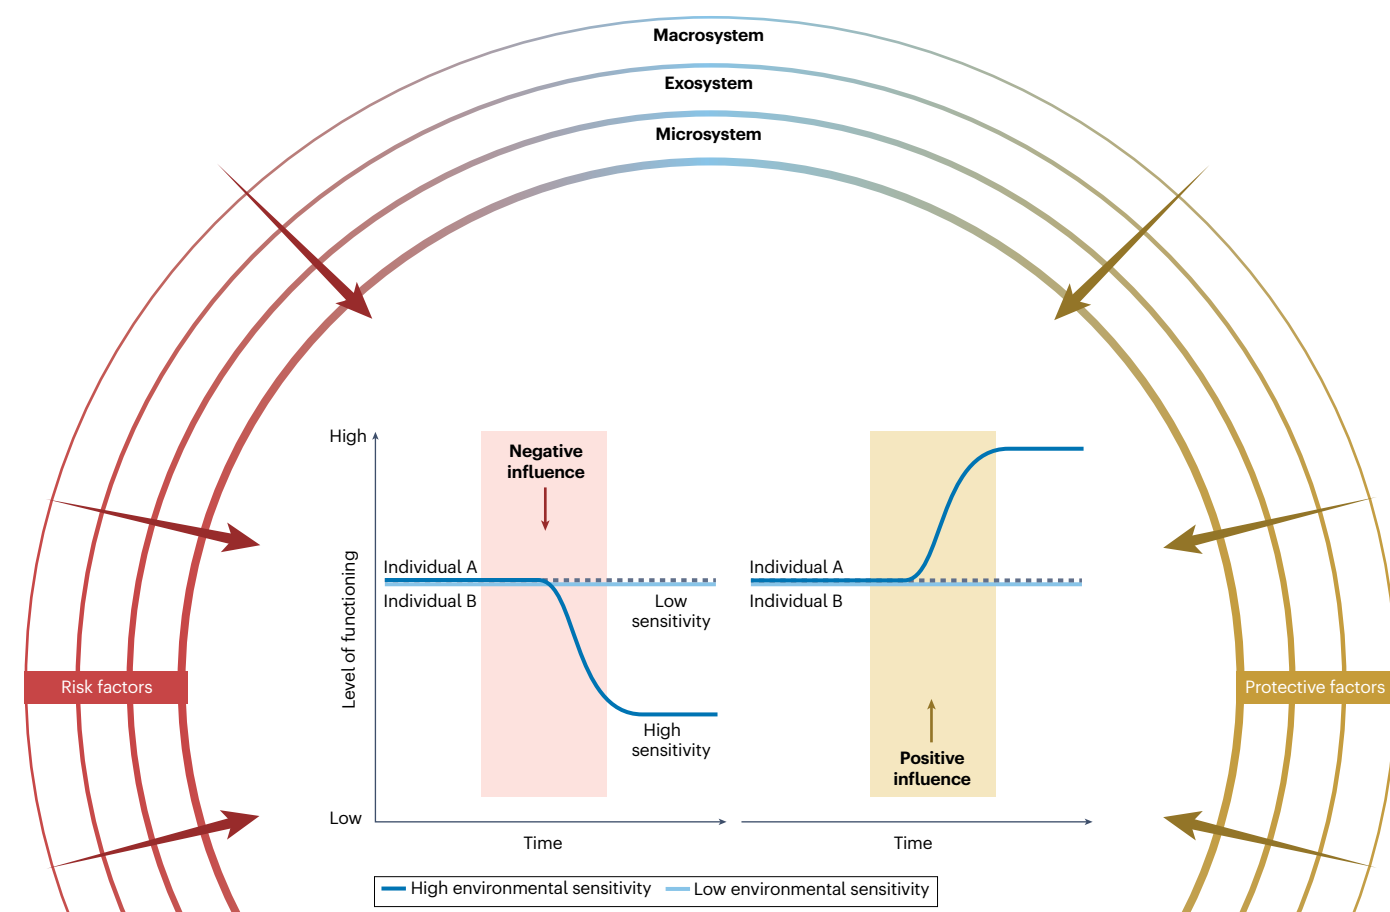 Macrosystem
Exosystem
Microsystem
High
Negative
influence
Individual A
Individual B
Low
sensitivity
High
sensitivity
Individual A
Individual B
Positive
influence
Level of functioning
Low
Time
Time
Risk factors
Protective factors
High environmental sensitivity
Low environmental sensitivity